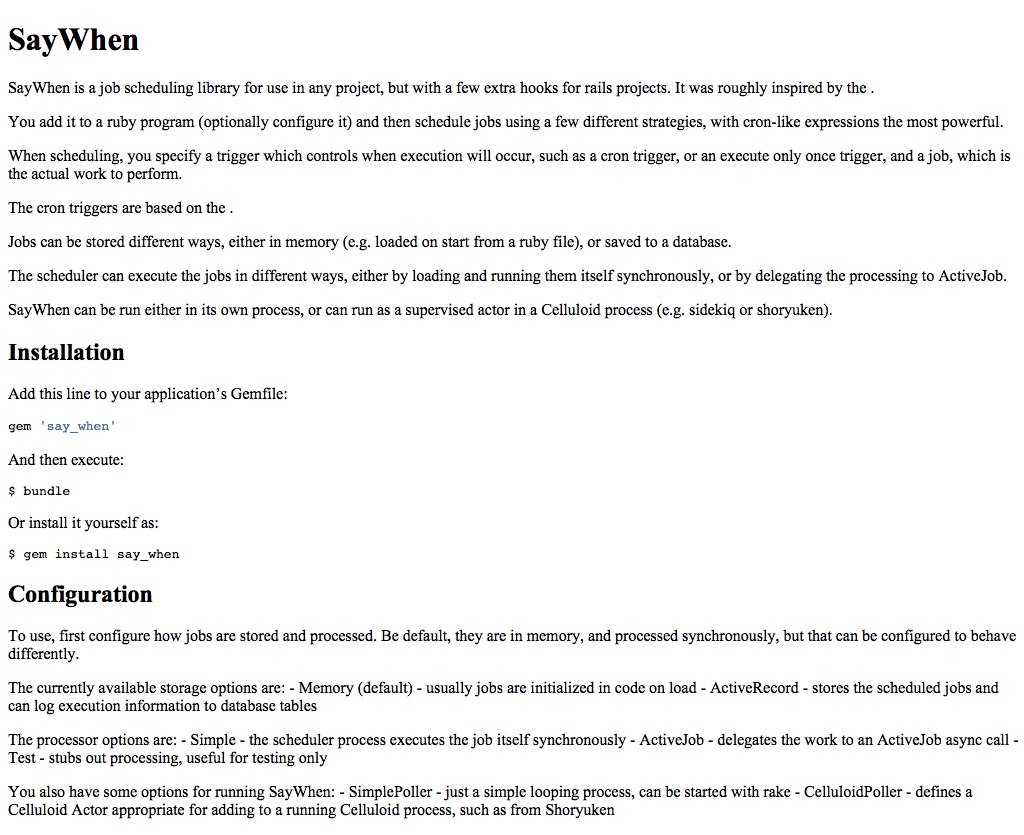 SayWhen
SayWhen is a job scheduling library for use in any project, but with a few extra hooks for rails projects. It was roughly inspired by the .
You add it to a ruby program (optionally configure it) and then schedule jobs using a few different strategies, with cron-like expressions the most powerful.
When scheduling, you specify a trigger which controls when execution will occur, such as a cron trigger, or an execute only once trigger, and a job, which is
the actual work to perform.
The cron triggers are based on the .
Jobs can be stored different ways, either in memory (e.g. loaded on start from a ruby file), or saved to a database.
The scheduler can execute the jobs in different ways, either by loading and running them itself synchronously, or by delegating the processing to ActiveJob.
SayWhen can be run either in its own process, or can run as a supervised actor in a Celluloid process (e.g. sidekiq or shoryuken).
Installation
Add this line to your application’s Gemfile:
gem 'say_when'
And then execute:
$ bundle
Or install it yourself as:
$ gem install say_when
Configuration
To use, first configure how jobs are stored and processed. Be default, they are in memory, and processed synchronously, but that can be configured to behave
differently.
The currently available storage options are: - Memory (default) - usually jobs are initialized in code on load - ActiveRecord - stores the scheduled jobs and
can log execution information to database tables
The processor options are: - Simple - the scheduler process executes the job itself synchronously - ActiveJob - delegates the work to an ActiveJob async call -
Test - stubs out processing, useful for testing only
You also have some options for running SayWhen: - SimplePoller - just a simple looping process, can be started with rake - CelluloidPoller - defines a
Celluloid Actor appropriate for adding to a running Celluloid process, such as from Shoryuken